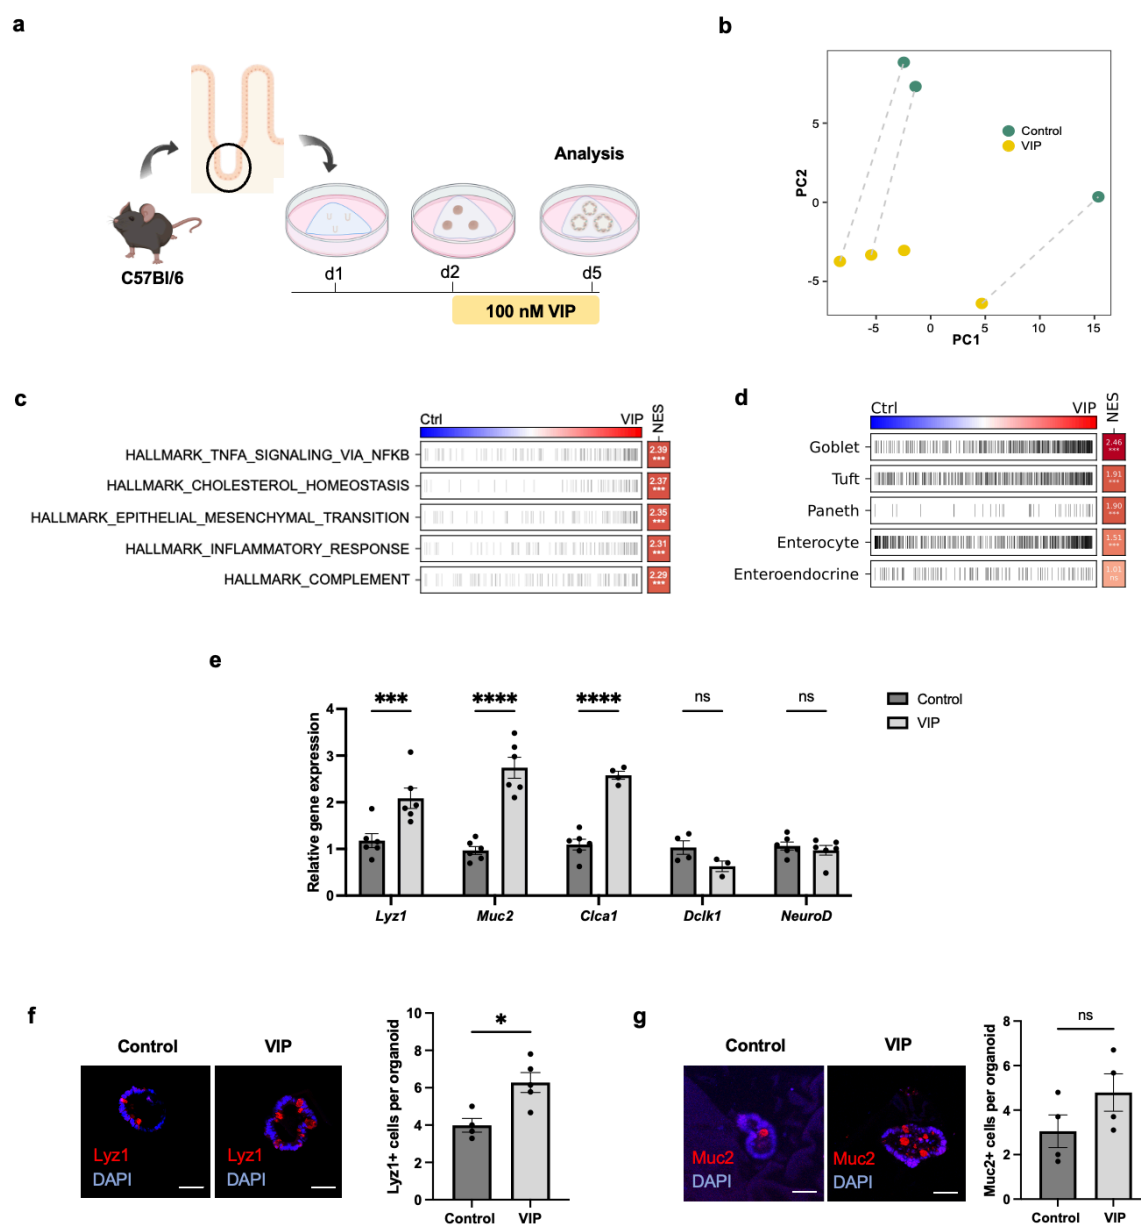 a
C57Bl/6
Analysis
d1
d2
d5
100 nM VIP
b
PC2
5
0
-5
Control
VIP
-5
0
5
10
15
PC1
c
Ctrl
VIP
NES
HALLMARK_TNFA_SIGNALING_VIA_NFKB
2.39
***
HALLMARK_CHOLESTEROL_HOMEOSTASIS
2.37
***
HALLMARK_EPITHELIAL_MESENCHYMAL_TRANSITION
2.35
***
HALLMARK_INFLAMMATORY_RESPONSE
2.31
***
HALLMARK_COMPLEMENT
2.29
***
d
Ctrl
VIP
NES
Goblet
2.46
***
Tuft
1.91
***
Paneth
1.90
***
Enterocyte
1.51
***
Enteroendocrine
1.01
ns
e
Relative gene expression
4
3
2
1
0
***
****
****
ns
ns
Control
VIP
Lyz1
Muc2
Clca1
Dclk1
NeuroD
f
Control
VIP
Lyz1
DAPI
Lyz1
DAPI
Lyz1+ cells per organoid
10
8
6
4
2
0
*
Control
VIP
g
Control
VIP
Muc2
DAPI
Muc2
DAPI
Muc2+ cells per organoid
8
6
4
2
0
ns
Control
VIP